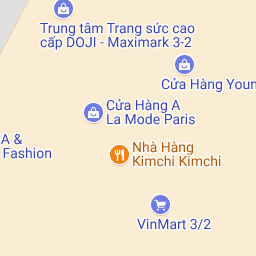 Trung tâm Trang sức cao
cấp DOJI - Maximark 3-2
Cửa Hàng Youn
Cửa Hàng A
La Mode Paris
A &
Fashion
Nhà Hàng
Kimchi Kimchi
VinMart 3/2